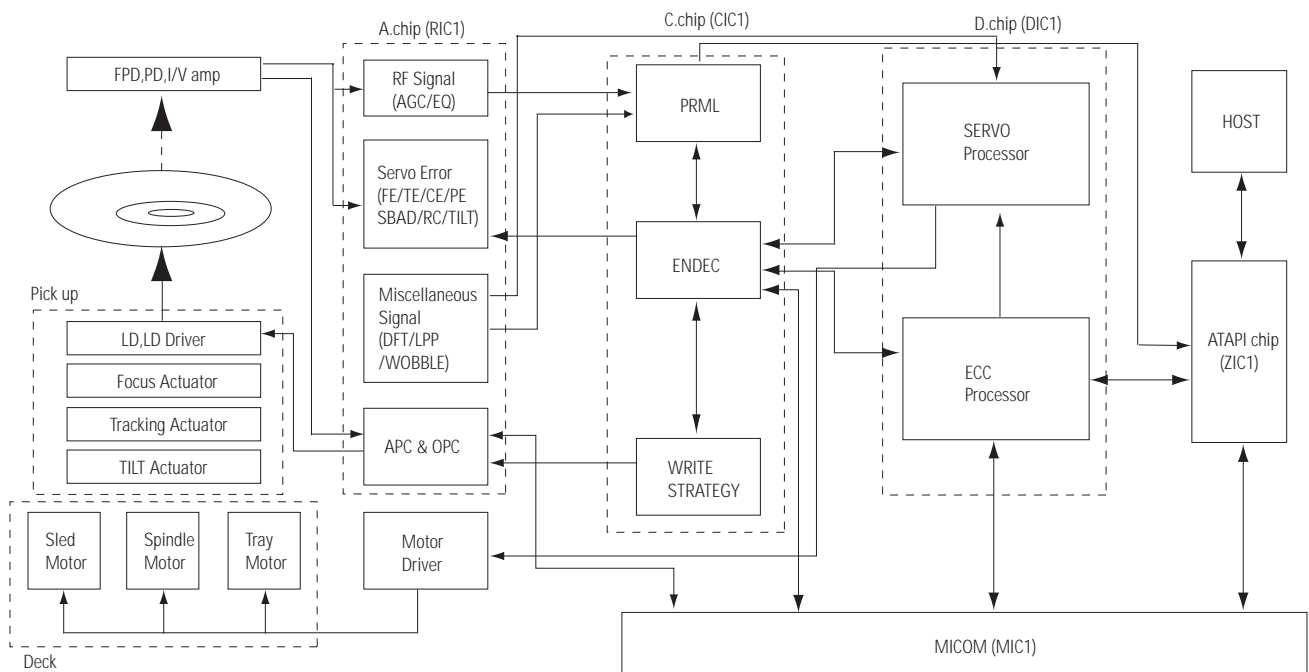 A.chip (RIC1)
C.chip (CIC1)
D.chip (DIC1)
FPD,PD,I/V amp
RF Signal
(AGC/EQ)
PRML
SERVO
Processor
HOST
Servo Error
(FE/TE/CE/PE
SBAD/RC/TILT)
ENDEC
Miscellaneous
Signal
(DFT/LPP
/WOBBLE)
Pick up
LD,LD Driver
Focus Actuator
Tracking Actuator
TILT Actuator
APC & OPC
WRITE
STRATEGY
ECC
Processor
ATAPI chip
(ZIC1)
Sled
Motor
Spindle
Motor
Tray
Motor
Motor
Driver
Deck
MICOM (MIC1)